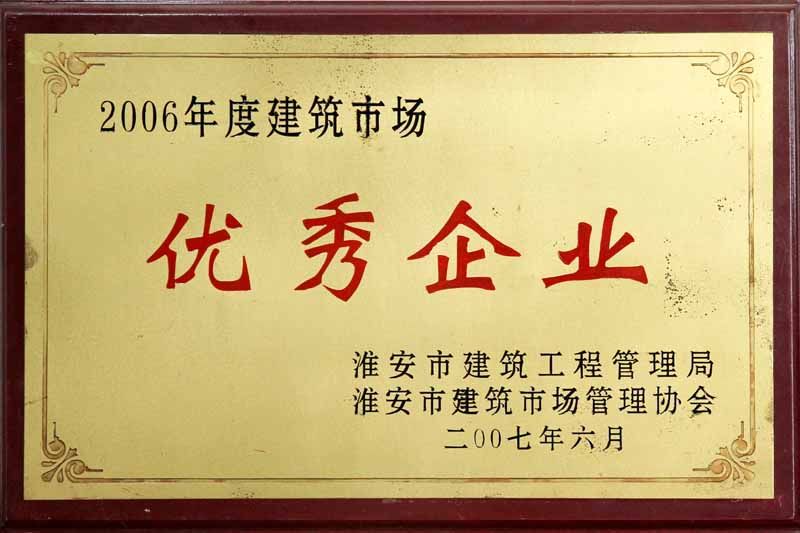 2006年度建筑市场
优秀企业
淮安市建筑工程管理局
淮安市建筑市场管理协会
二00七年六月